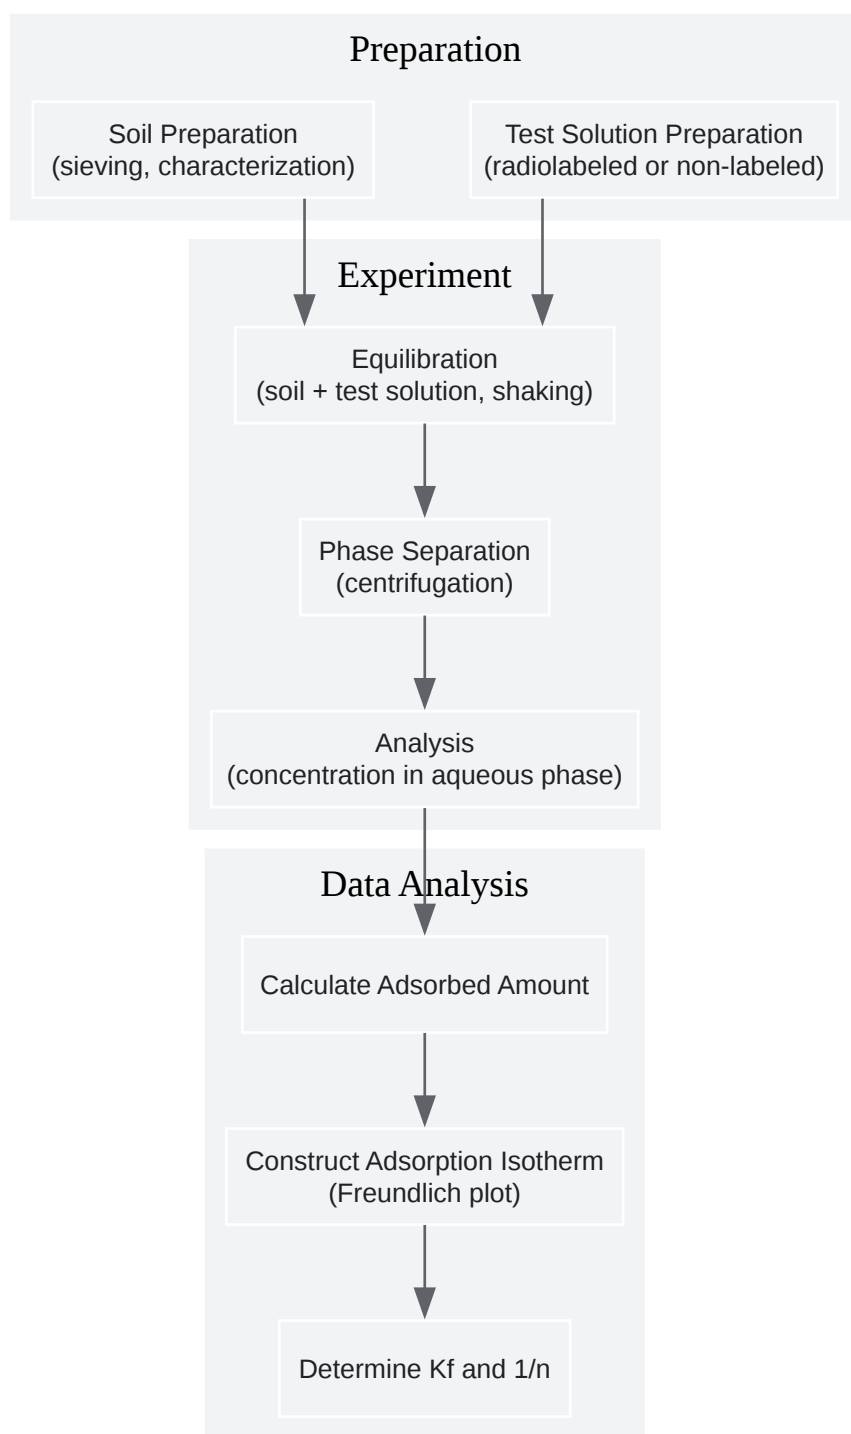 Preparation
Soil Preparation
(sieving, characterization)
Test Solution Preparation
(radiolabeled or non-labeled)
Experiment
Equilibration
(soil + test solution, shaking)
Phase Separation
(centrifugation)
Analysis
(concentration in aqueous phase)
Data Analysis
Calculate Adsorbed Amount
Construct Adsorption Isotherm
(Freundlich plot)
Determine Kf and 1/n